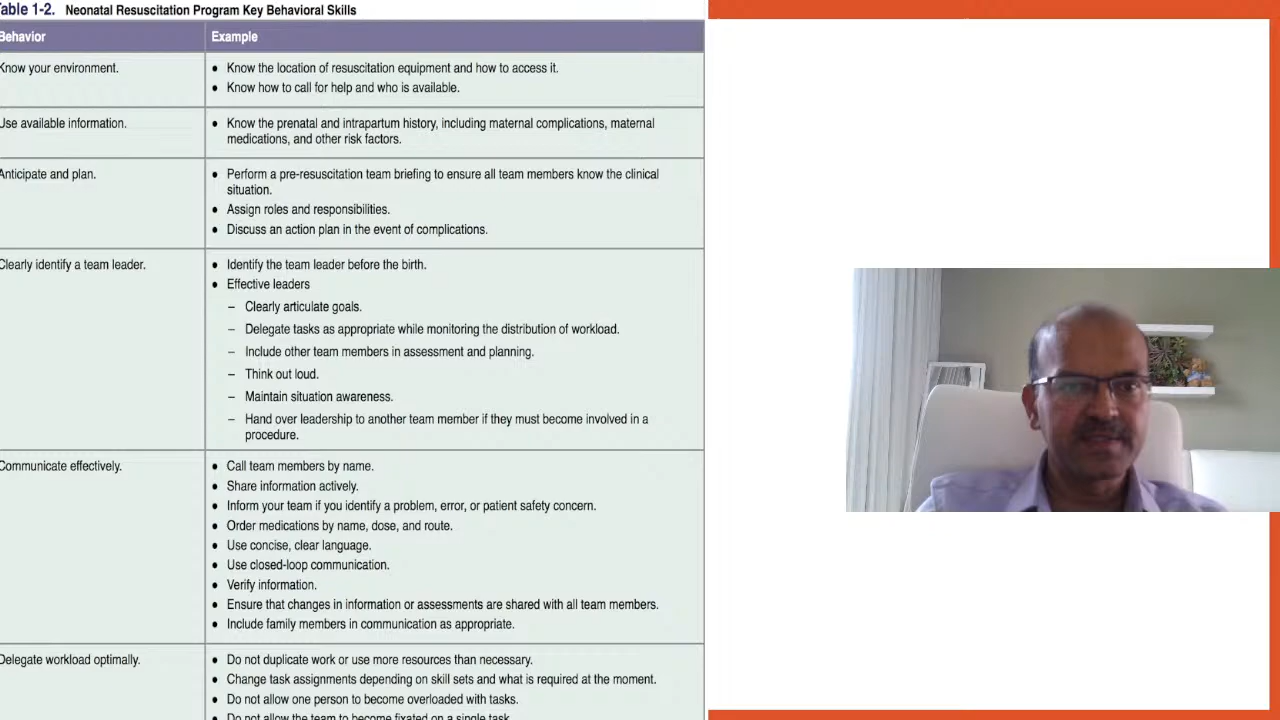 Table 1-2. Neonatal Resuscitation Program Key Behavioral Skills
Behavior
Example
Know your environment.
• Know the location of resuscitation equipment and how to access it.
• Know how to call for help and who is available.
Use available information.
• Know the prenatal and intrapartum history, including maternal complications, maternal
medications, and other risk factors.
Anticipate and plan.
• Perform a pre-resuscitation team briefing to ensure all team members know the clinical
situation.
• Assign roles and responsibilities.
• Discuss an action plan in the event of complications.
Clearly identify a team leader.
• Identify the team leader before the birth.
• Effective leaders
– Clearly articulate goals.
– Delegate tasks as appropriate while monitoring the distribution of workload.
– Include other team members in assessment and planning.
– Think out loud.
– Maintain situation awareness.
– Hand over leadership to another team member if they must become involved in a
procedure.
Communicate effectively.
• Call team members by name.
• Share information actively.
• Inform your team if you identify a problem, error, or patient safety concern.
• Order medications by name, dose, and route.
• Use concise, clear language.
• Use closed-loop communication.
• Verify information.
• Ensure that changes in information or assessments are shared with all team members.
• Include family members in communication as appropriate.
Delegate workload optimally.
• Do not duplicate work or use more resources than necessary.
• Change task assignments depending on skill sets and what is required at the moment.
• Do not allow one person to become overloaded with tasks.
• Do not allow the team to become fixated on a single task.